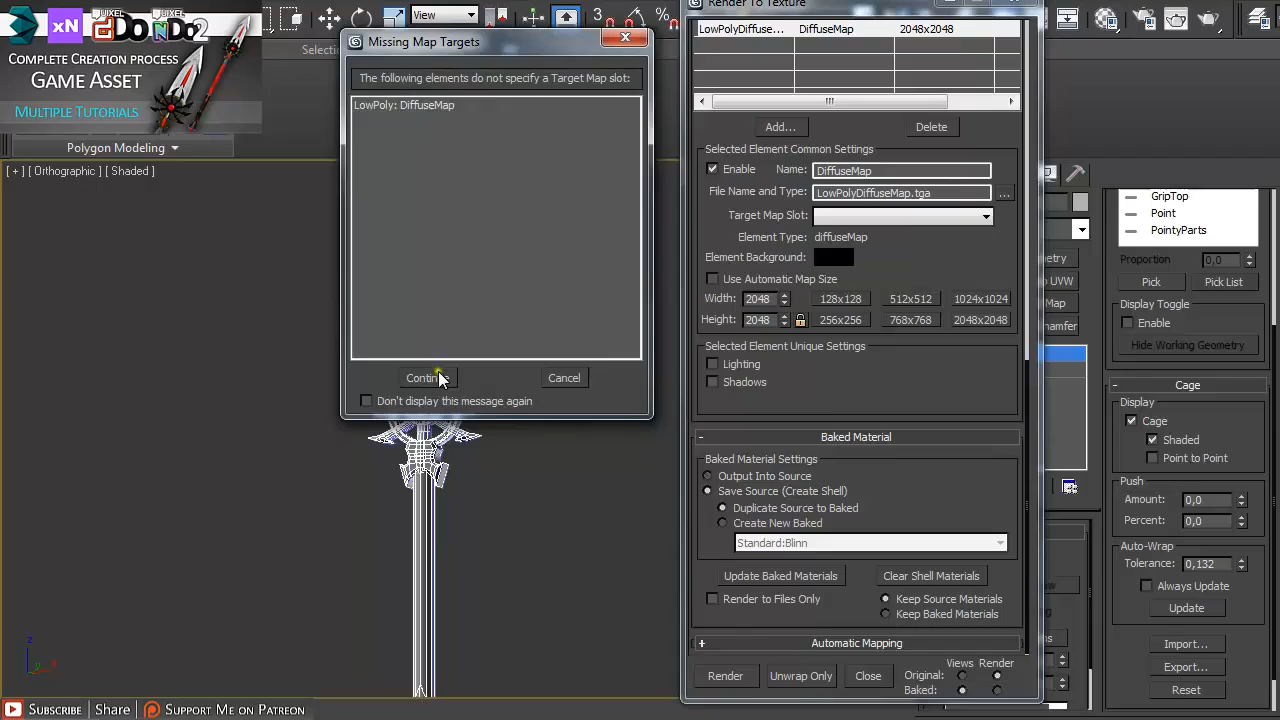 COMPLETE CREATION PROCESS
GAME ASSET
MULTIPLE TUTORIALS
Polygon Modeling
[ + ] [ Orthographic ] [ Shaded ]
View
Missing Map Targets
The following elements do not specify a Target Map slot:
LowPoly: DiffuseMap
Cancel
Don't display this message again
Render To Texture
LowPolyDiffuse... DiffuseMap 2048x2048
Add... Delete
Selected Element Common Settings
Enable Name: DiffuseMap
File Name and Type: LowPolyDiffuseMap.tga ...
Target Map Slot:
Element Type: diffuseMap
Element Background:
Use Automatic Map Size
Width: 2048 128x128 512x512 1024x1024
Height: 2048 256x256 768x768 2048x2048
Selected Element Unique Settings
Lighting
Shadows
- Baked Material
Baked Material Settings
Output Into Source
Save Source (Create Shell)
Duplicate Source to Baked
Create New Baked
Standard:Blinn
Update Baked Materials Clear Shell Materials
Render to Files Only Keep Source Materials
Keep Baked Materials
+ Automatic Mapping
Views Render
Render Unwrap Only Close Original:
Baked:
GripTop
Point
PointyParts
Proportion 0,0
Pick Pick List
Display Toggle
Enable
Hide Working Geometry
- Cage
Display
Cage
Shaded
Point to Point
Push
Amount: 0,0
Percent: 0,0
Auto-Wrap
Tolerance: 0,132
Always Update
Update
Import...
Export...
Reset
z
Subscribe Share Support Me On Patreon